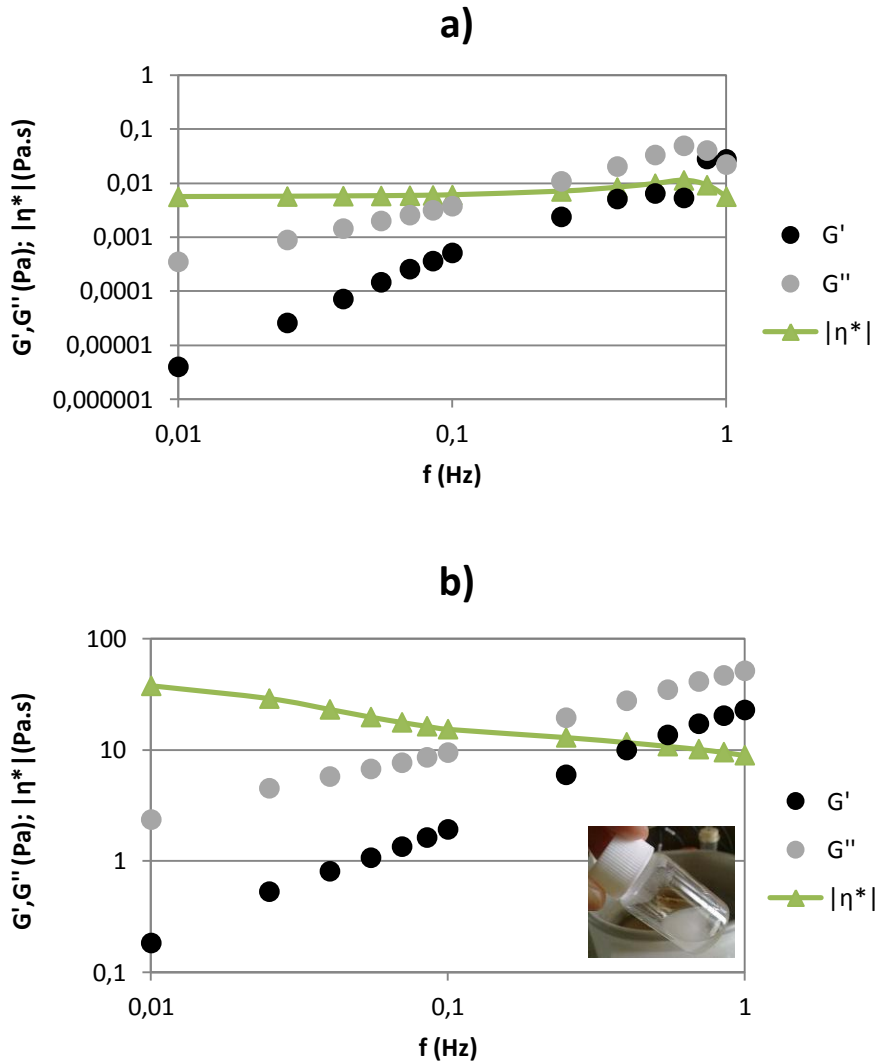 a)
1
0,1
0,01
0,001
0,0001
0,00001
0,000001
G',G'' (Pa); |η*|(Pa.s)
0,01 0,1 1
f (Hz)
G'
G''
|η*|
b)
100
10
1
0,1
G',G'' (Pa); |η*|(Pa.s)
0,01 0,1 1
f (Hz)
G'
G''
|η*|